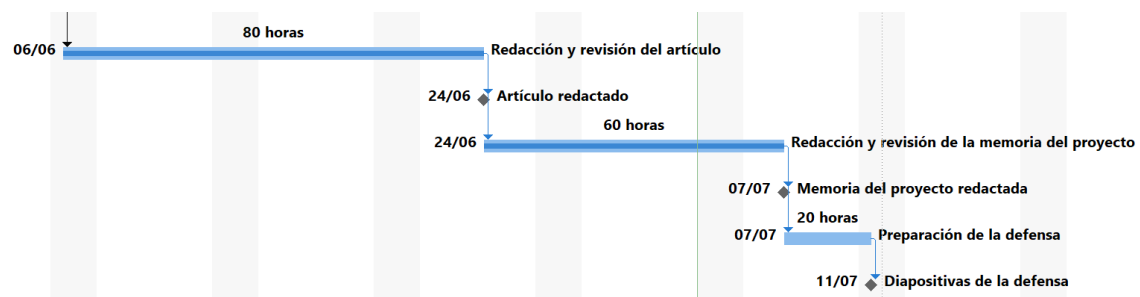 80 horas
06/06 Redacción y revisión del artículo
24/06 Artículo redactado
60 horas
24/06 Redacción y revisión de la memoria del proyecto
07/07 Memoria del proyecto redactada
20 horas
07/07 Preparación de la defensa
11/07 Diapositivas de la defensa